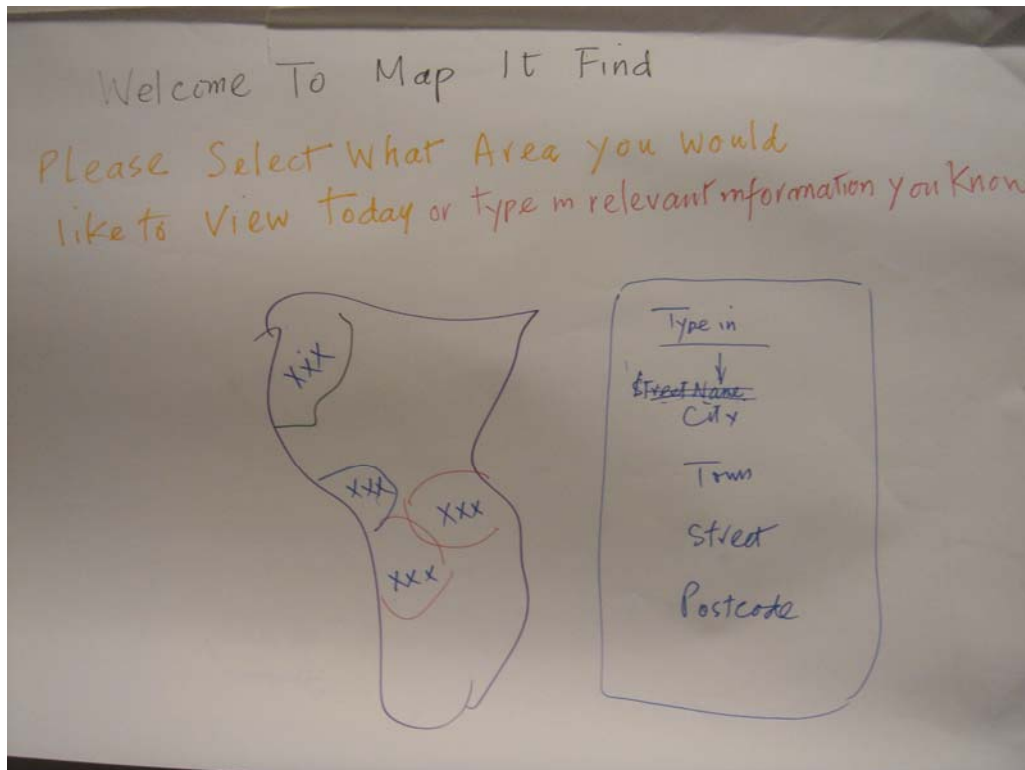 Welcome To Map It Find
Please Select What Area you would
like to View Today or type in relevant information you Know
XXX
XXX
XXX
XXX
Type in
Street Name
City
Town
Street
Postcode